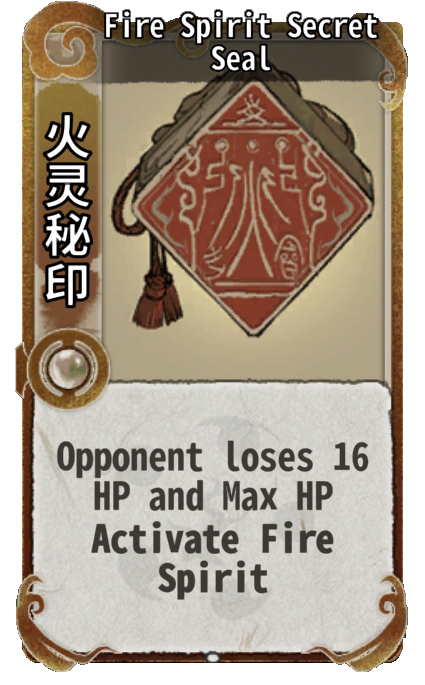 Fire Spirit Secret
Seal
火灵秘印
Opponent loses 16
HP and Max HP
Activate Fire
Spirit